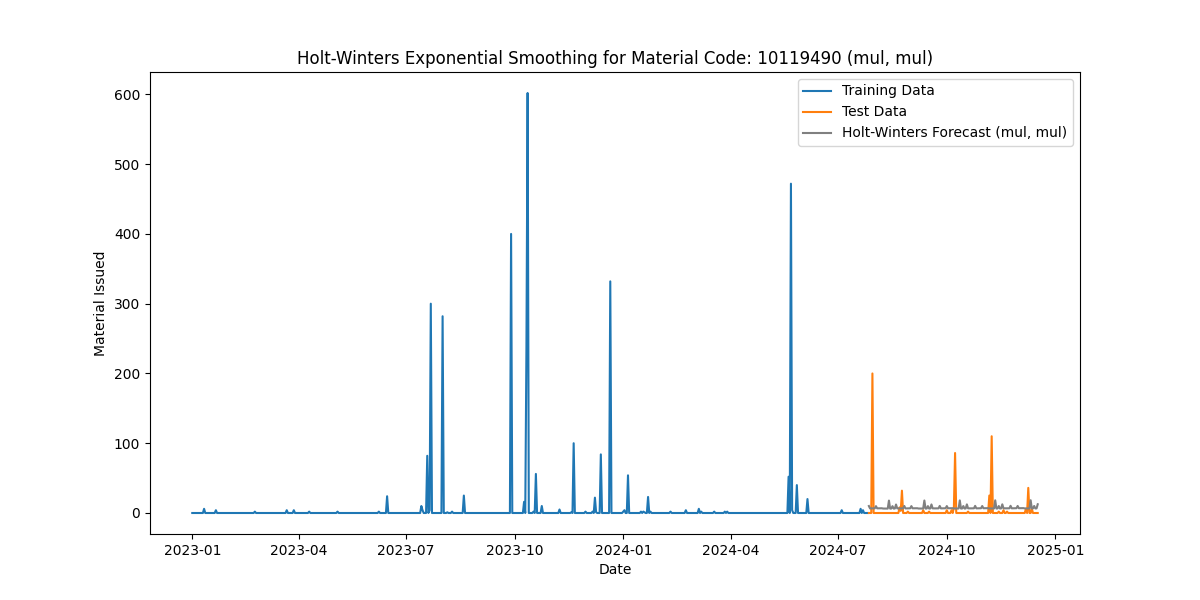 Holt-Winters Exponential Smoothing for Material Code: 10119490 (mul, mul)
Training Data
Test Data
Holt-Winters Forecast (mul, mul)
600
500
400
300
200
100
0
Material Issued
2023-01 2023-04 2023-07 2023-10 2024-01 2024-04 2024-07 2024-10 2025-01
Date